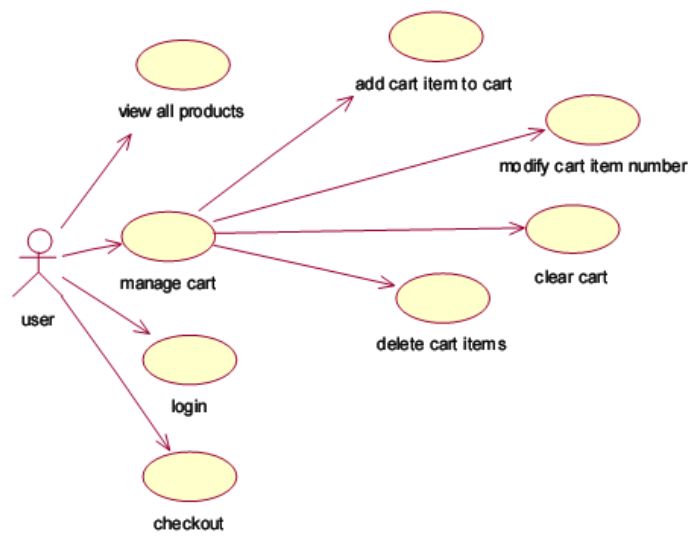 add cart item to cart
view all products
modify cart item number
manage cart
clear cart
user
delete cart items
login
checkout